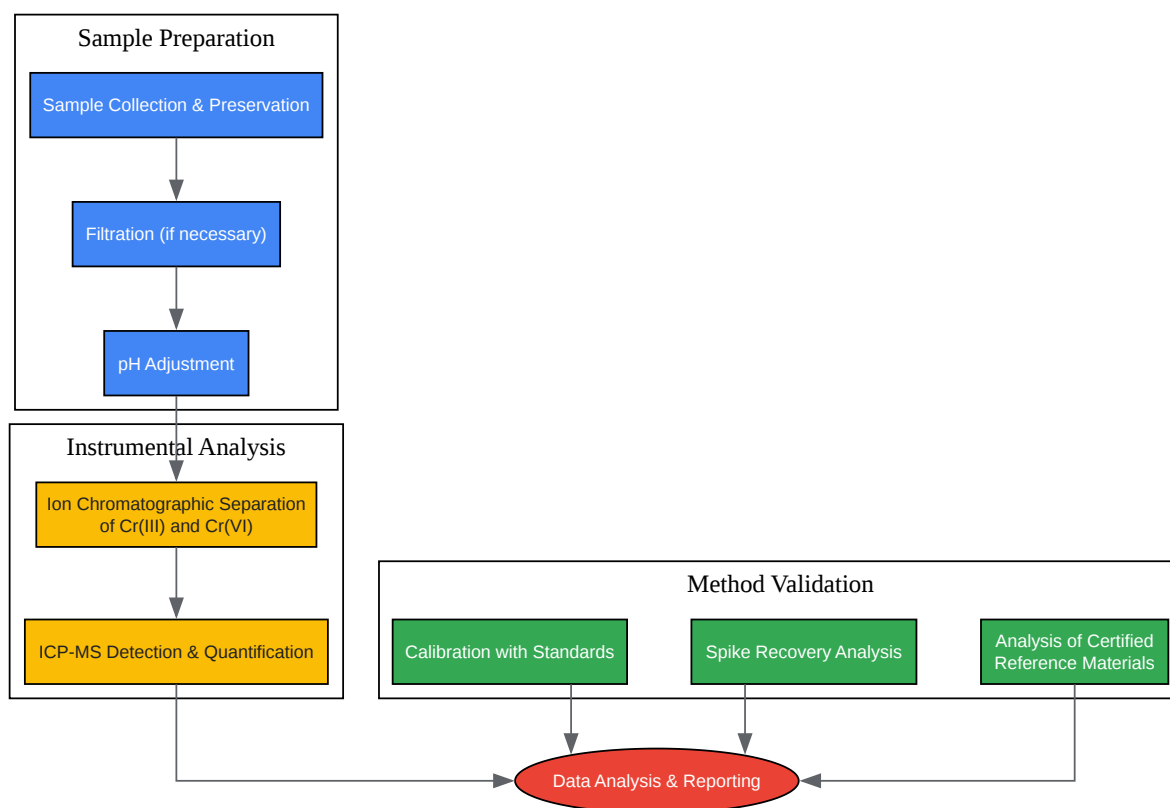 Sample Preparation
Sample Collection & Preservation
Filtration (if necessary)
pH Adjustment
Instrumental Analysis
Ion Chromatographic Separation
of Cr(III) and Cr(VI)
ICP-MS Detection & Quantification
Method Validation
Calibration with Standards
Spike Recovery Analysis
Analysis of Certified
Reference Materials
Data Analysis & Reporting